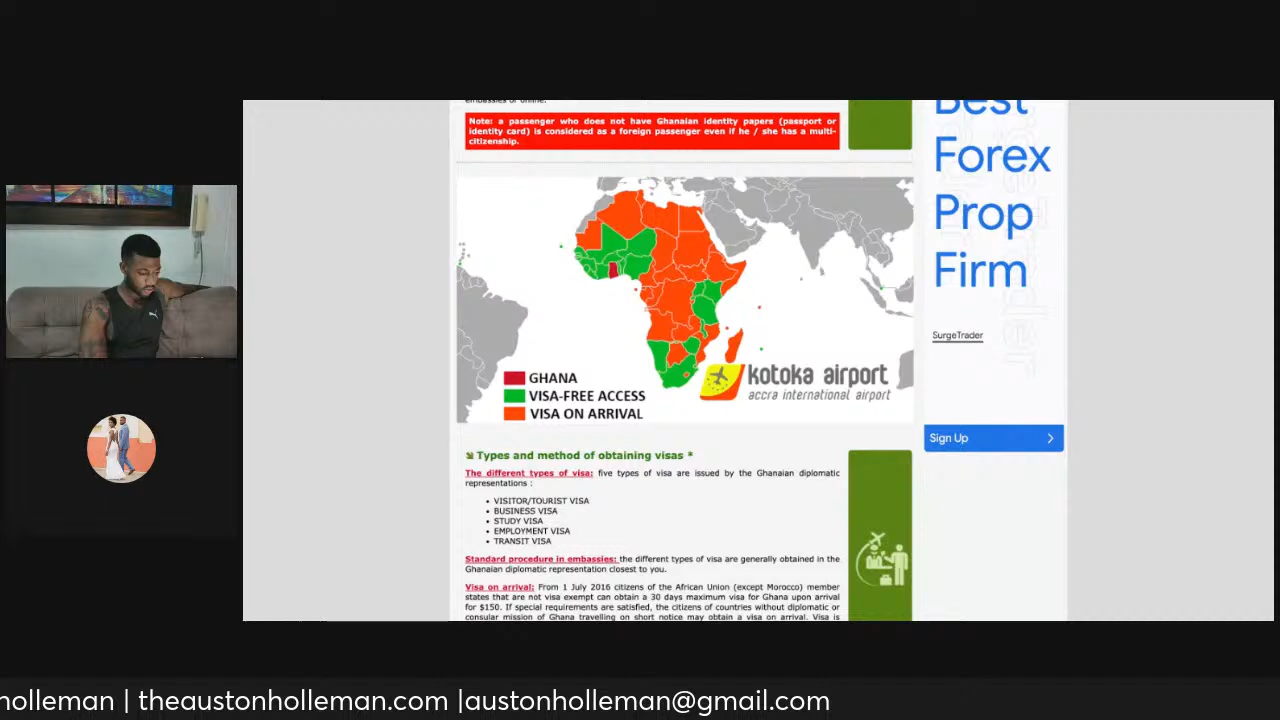 embassies or online.
Note: a passenger who does not have Ghanaian identity papers (passport or
identity card) is considered as a foreign passenger even if he / she has a multi-
citizenship.
GHANA
VISA-FREE ACCESS
VISA ON ARRIVAL
kotoka airport
accra international airport
Types and method of obtaining visas *
The different types of visa: five types of visa are issued by the Ghanaian diplomatic
representations :
• VISITOR/TOURIST VISA
• BUSINESS VISA
• STUDY VISA
• EMPLOYMENT VISA
• TRANSIT VISA
Standard procedure in embassies: the different types of visa are generally obtained in the
Ghanaian diplomatic representation closest to you.
Visa on arrival: From 1 July 2016 citizens of the African Union (except Morocco) member
states that are not visa exempt can obtain a 30 days maximum visa for Ghana upon arrival
for $150. If special requirements are satisfied, the citizens of countries without diplomatic or
consular mission of Ghana travelling on short notice may obtain a visa on arrival. Visa is
Best
Forex
Prop
Firm
SurgeTrader
Sign Up
holleman | theaustonholleman.com |austonholleman@gmail.com